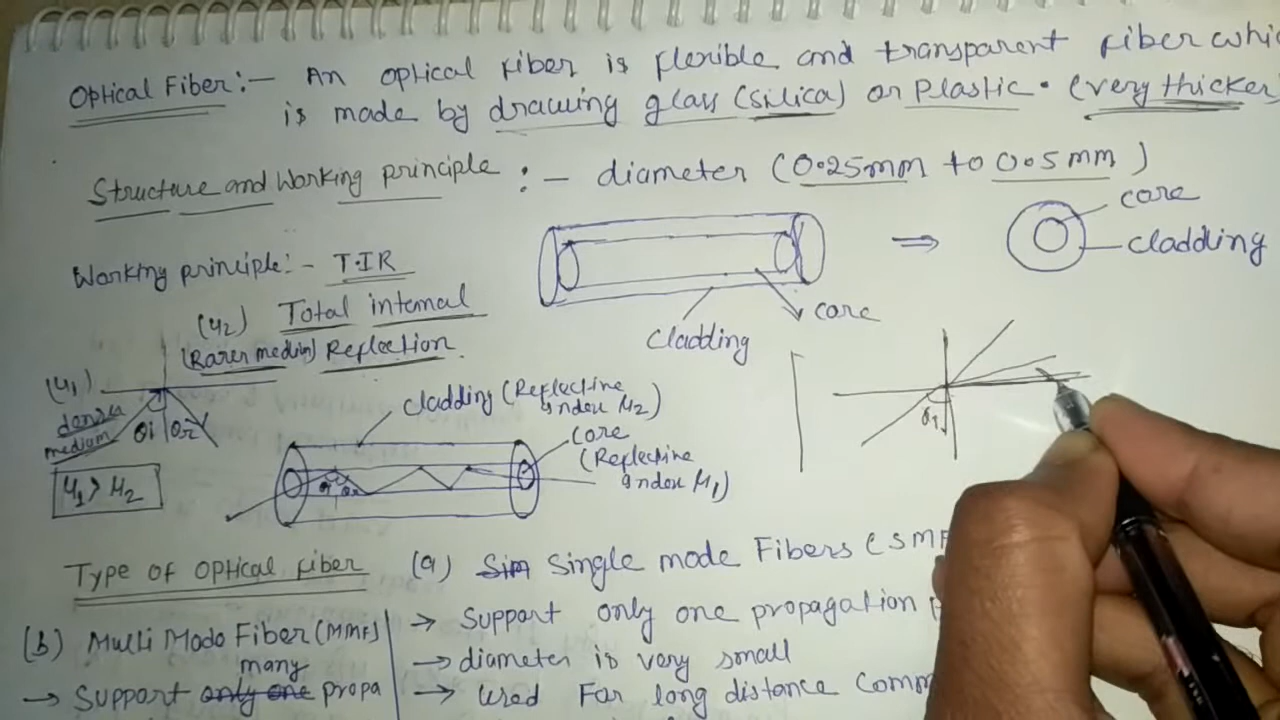 Optical Fiber :- An optical fiber is flexible and transparent fiber whic
is made by drawing glass (silica) or Plastic. (very thicker)
Structure and Working principle :- diameter (0.25mm to 0.5mm)
core
cladding
Working principle :- T.I.R
(μ2) Total internal
(Rarer medium) Reflection.
core
cladding
(μ1)
denser
medium
θi θr
μ1 > μ2
cladding (Reflective
index μ2)
core
(Reflective
index μ1)
θ1
Type of Optical fiber (a) Sim Single mode Fibers (SMF
→ Support only one propagation
(b) Multi Mode Fiber (MMF)
→ diameter is very small
many
→ Support only one propa
→ Used For long distance Comm